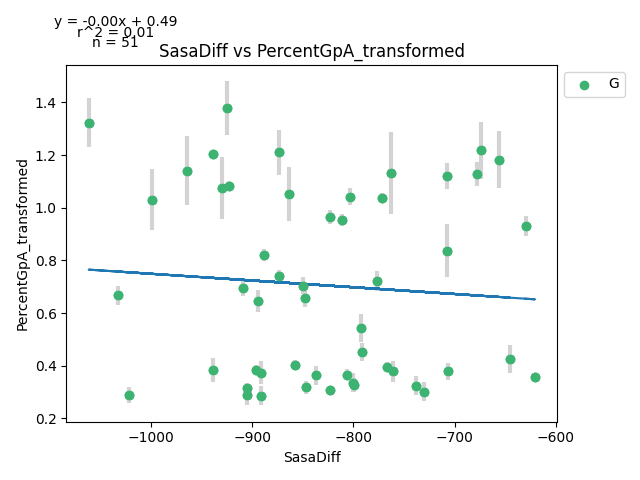 y = -0.00x + 0.49
r^2 = 0.01
n = 51
SasaDiff vs PercentGpA_transformed
G
PercentGpA_transformed
1.4
1.2
1.0
0.8
0.6
0.4
0.2
−1000 −900 −800 −700 −600
SasaDiff